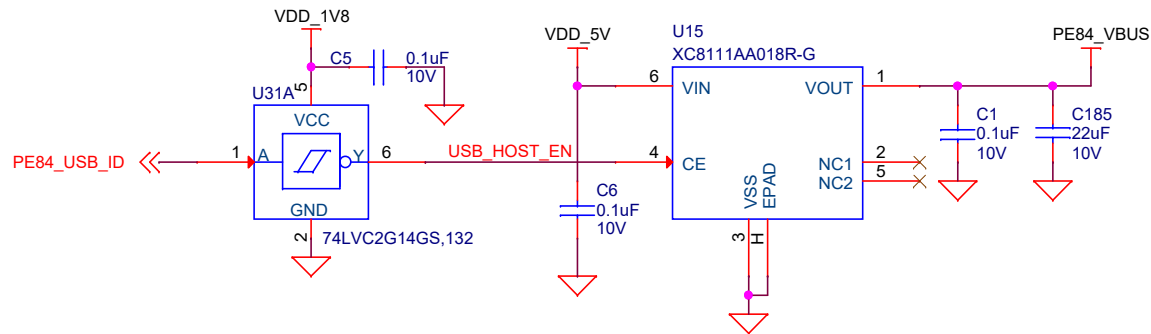 VDD_1V8
C5
0.1uF
10V
5
U31A
VCC
PE84_USB_ID
1
A
Y
6
GND
2
74LVC2G14GS,132
USB_HOST_EN
VDD_5V
C6
0.1uF
10V
U15
XC8111AA018R-G
6
VIN
VOUT
1
4
CE
NC1
2
NC2
5
VSS
EPAD
3
H
PE84_VBUS
C1
0.1uF
10V
C185
22uF
10V